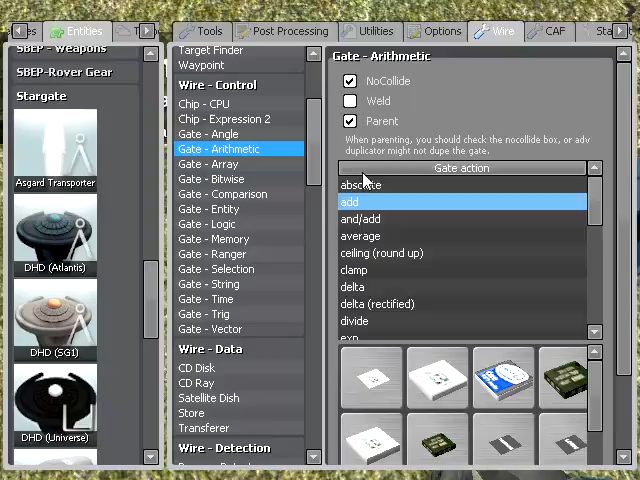 Entities
Tools
Post Processing
Utilities
Options
Wire
CAF
SBEP - Weapons
SBEP-Rover Gear
Stargate
Asgard Transporter
DHD (Atlantis)
DHD (SG1)
DHD (Universe)
Target Finder
Waypoint
Wire - Control
Chip - CPU
Chip - Expression 2
Gate - Angle
Gate - Arithmetic
Gate - Array
Gate - Bitwise
Gate - Comparison
Gate - Entity
Gate - Logic
Gate - Memory
Gate - Ranger
Gate - Selection
Gate - String
Gate - Time
Gate - Trig
Gate - Vector
Wire - Data
CD Disk
CD Ray
Satellite Dish
Store
Transferer
Wire - Detection
Gate - Arithmetic
NoCollide
Weld
Parent
When parenting, you should check the nocollide box, or adv
duplicator might not dupe the gate.
Gate action
absolute
add
and/add
average
ceiling (round up)
clamp
delta
delta (rectified)
divide
exp